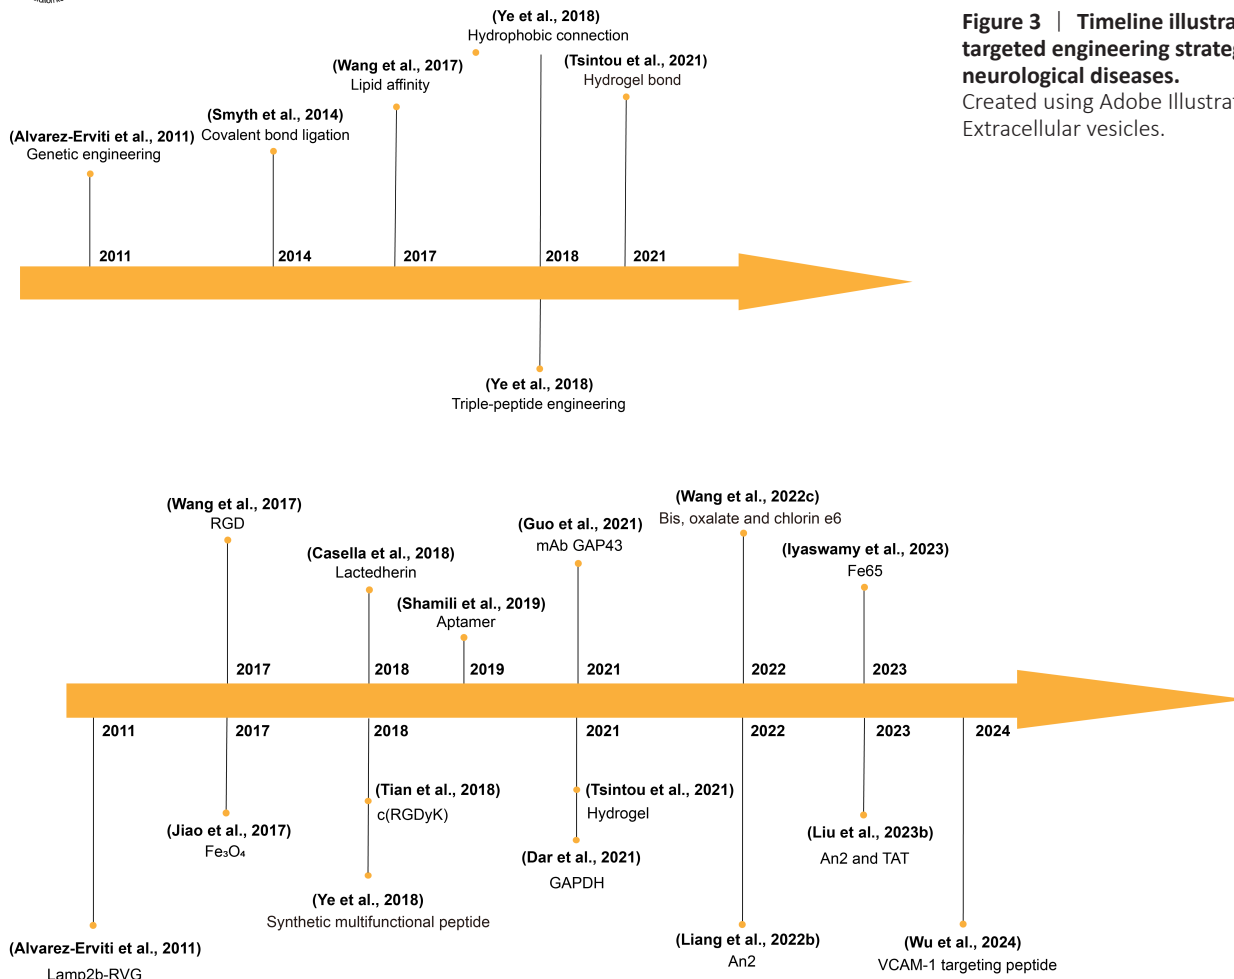 (Ye et al., 2018)
Hydrophobic connection
(Wang et al., 2017)
Lipid affinity
(Tsintou et al., 2021)
Hydrogel bond
(Smyth et al., 2014)
Covalent bond ligation
(Alvarez-Erviti et al., 2011)
Genetic engineering
2011
2014
2017
2018
2021
(Ye et al., 2018)
Triple-peptide engineering
Figure 3 | Timeline illustra
targeted engineering strateg
neurological diseases.
Created using Adobe Illustrat
Extracellular vesicles.
(Wang et al., 2017)
RGD
(Casella et al., 2018)
Lactedherin
(Shamili et al., 2019)
Aptamer
(Guo et al., 2021)
mAb GAP43
(Wang et al., 2022c)
Bis, oxalate and chlorin e6
(Iyaswamy et al., 2023)
Fe65
2017
2018
2019
2021
2022
2023
2011
2017
2018
2021
2022
2023
2024
(Tian et al., 2018)
c(RGDyK)
(Tsintou et al., 2021)
Hydrogel
(Jiao et al., 2017)
Fe₃O₄
(Liu et al., 2023b)
An2 and TAT
(Dar et al., 2021)
GAPDH
(Ye et al., 2018)
Synthetic multifunctional peptide
(Alvarez-Erviti et al., 2011)
Lamp2b-RVG
(Liang et al., 2022b)
An2
(Wu et al., 2024)
VCAM-1 targeting peptide